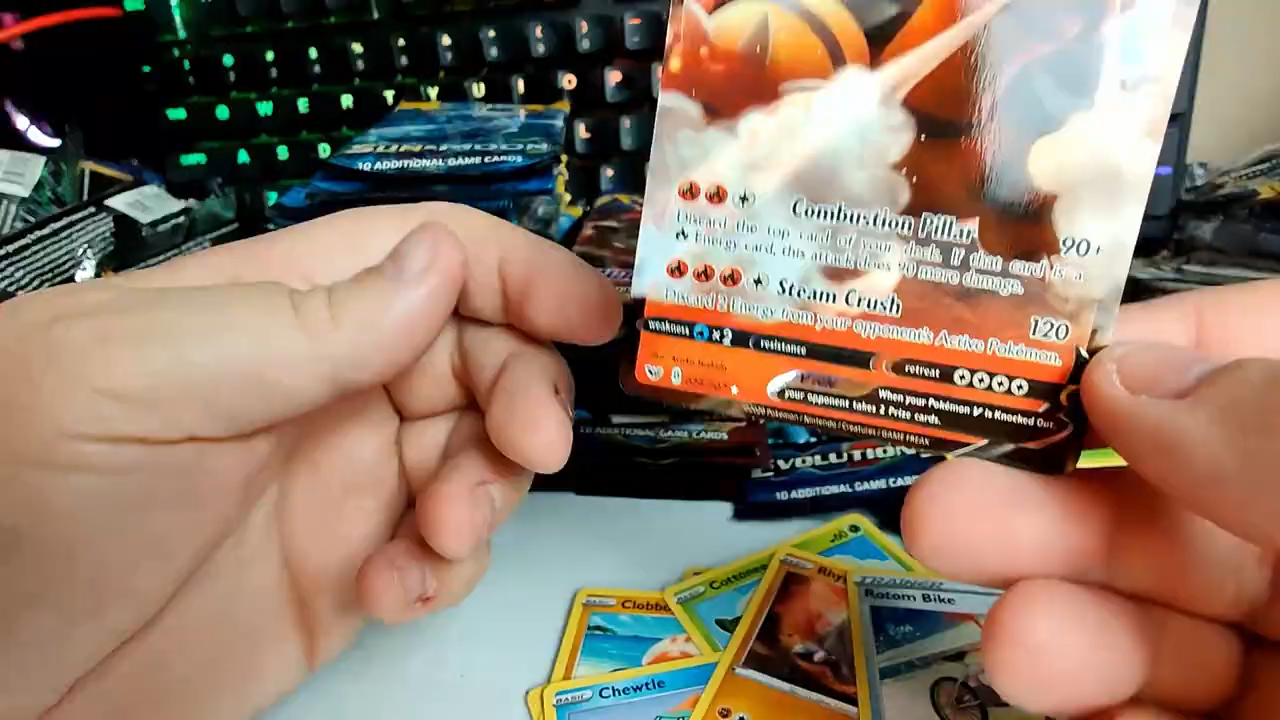 Q W E R T Y U I O
A S D
SUN & MOON
10 ADDITIONAL GAME CARDS
Combustion Pillar 90+
Discard the top card of your deck. If that card is a
Energy card, this attack does 90 more damage.
Steam Crush 120
Discard 2 Energy from your opponent's Active Pokémon.
weakness ×2 resistance retreat
When your Pokémon V is Knocked Out,
your opponent takes 2 Prize cards.
Pokémon / Nintendo / Creatures / GAME FREAK
10 ADDITIONAL GAME CARDS
EVOLUTIONS
10 ADDITIONAL GAME CARDS
60
BASIC Cottonee
BASIC Rhy
TRAINER
Rotom Bike
BASIC Clobbo
BASIC Chewtle